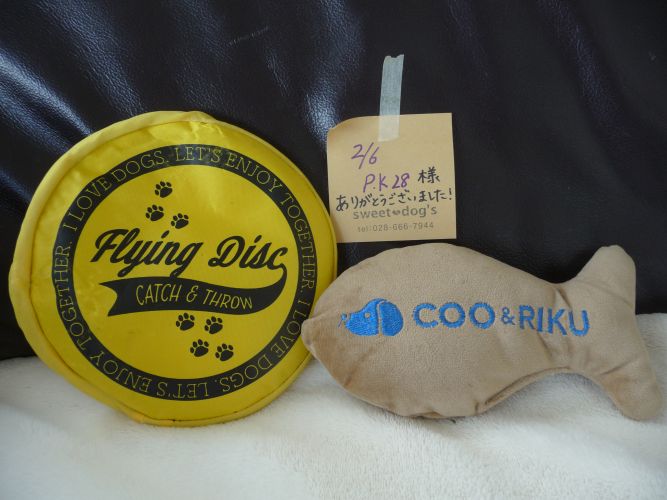 I LOVE DOGS. LET'S ENJOY TOGETHER. I LOVE DOGS. LET'S ENJOY TOGETHER.
Flying Disc
CATCH & THROW
2/6
P.K 28 様
ありがとうございました!
sweet dog's
tel:028-666-7944
COO & RIKU